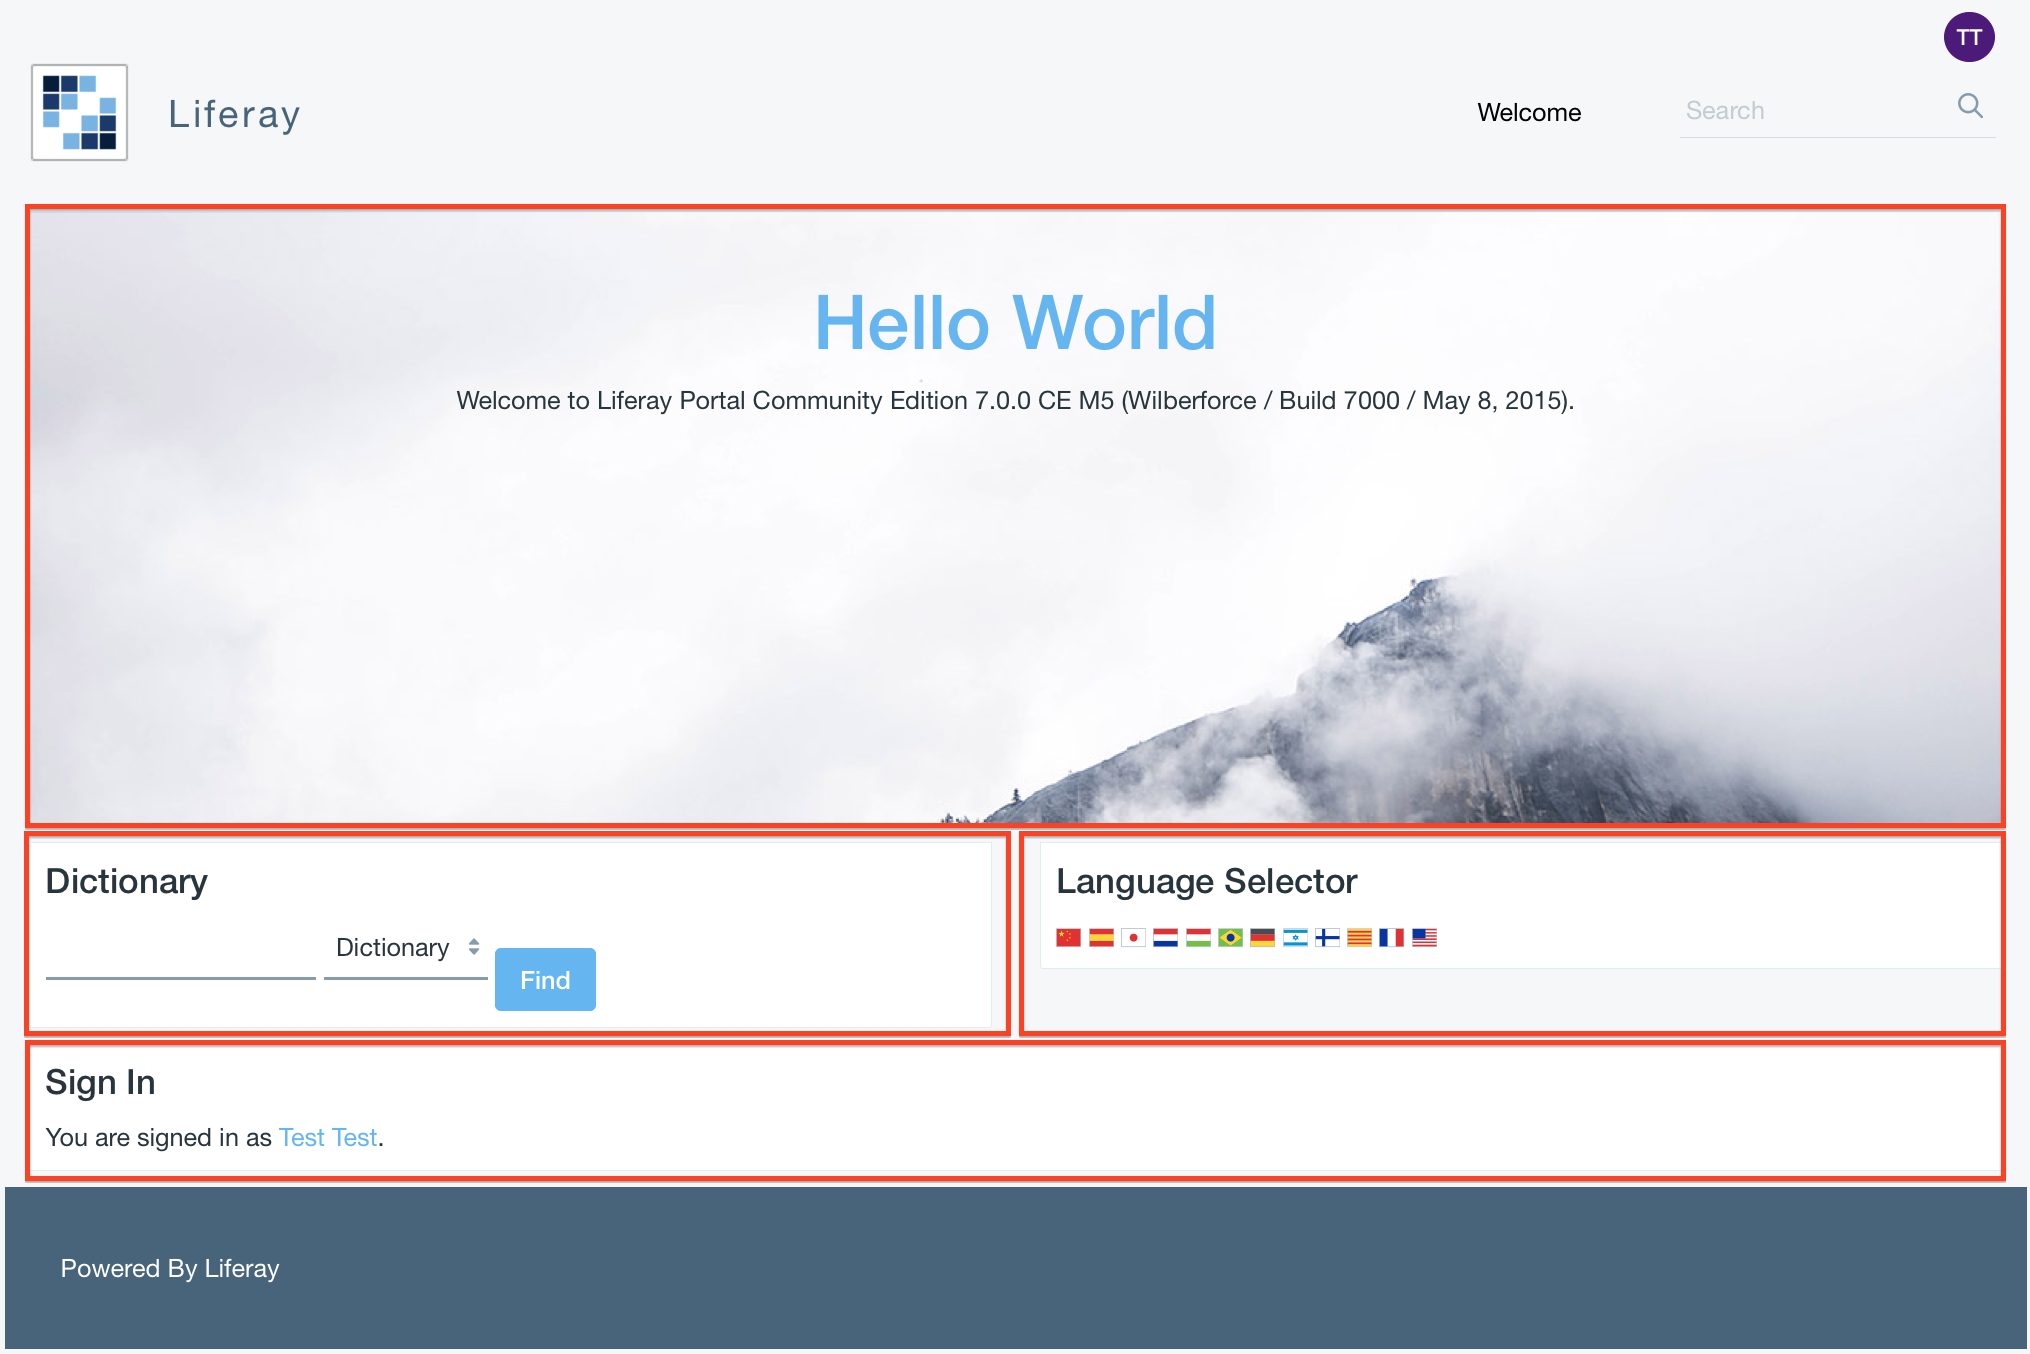 TT
Liferay
Welcome
Search
Hello World
Welcome to Liferay Portal Community Edition 7.0.0 CE M5 (Wilberforce / Build 7000 / May 8, 2015).
Dictionary
Dictionary
Find
Language Selector
Sign In
You are signed in as Test Test.
Powered By Liferay